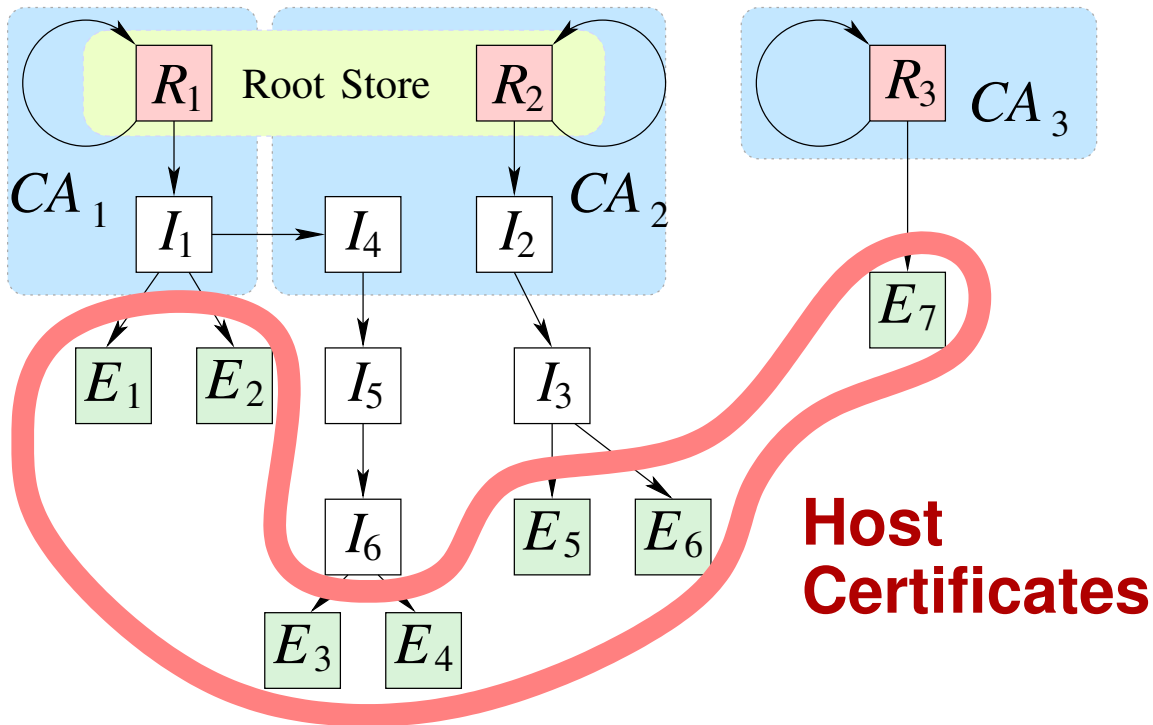 R1 Root Store R2 R3
CA 3
CA 1 CA 2
I1 I4 I2
E7
E1 E2 I5 I3
I6 E5 E6
Host
Certificates
E3 E4